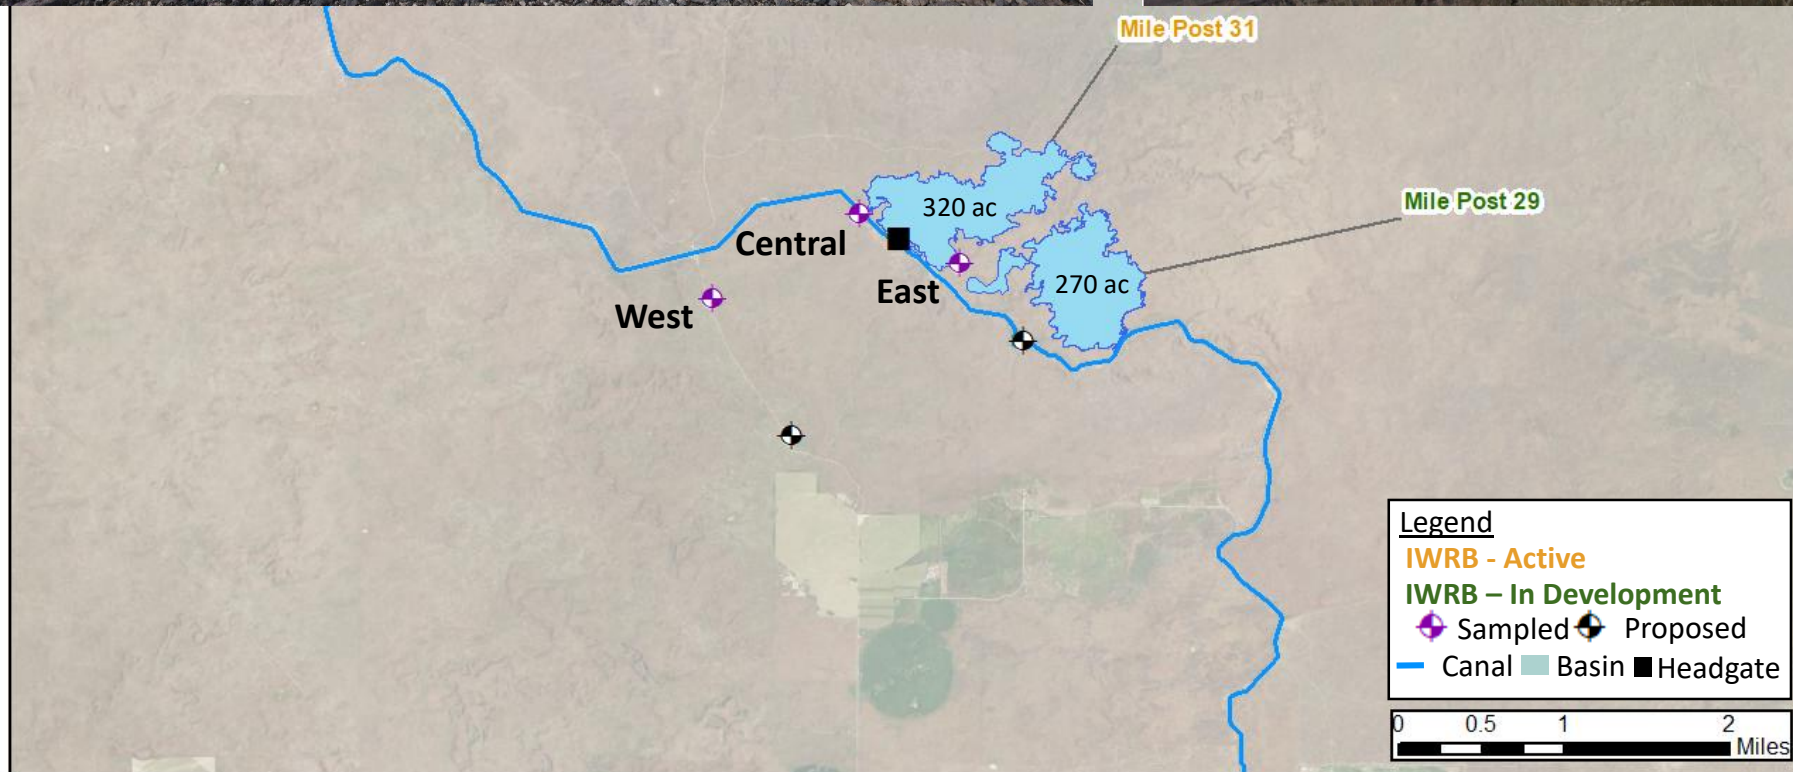 Mile Post 31
Mile Post 29
320 ac
Central
270 ac
East
West
Legend
IWRB - Active
IWRB – In Development
Sampled Proposed
Canal Basin Headgate
0 0.5 1 2
Miles